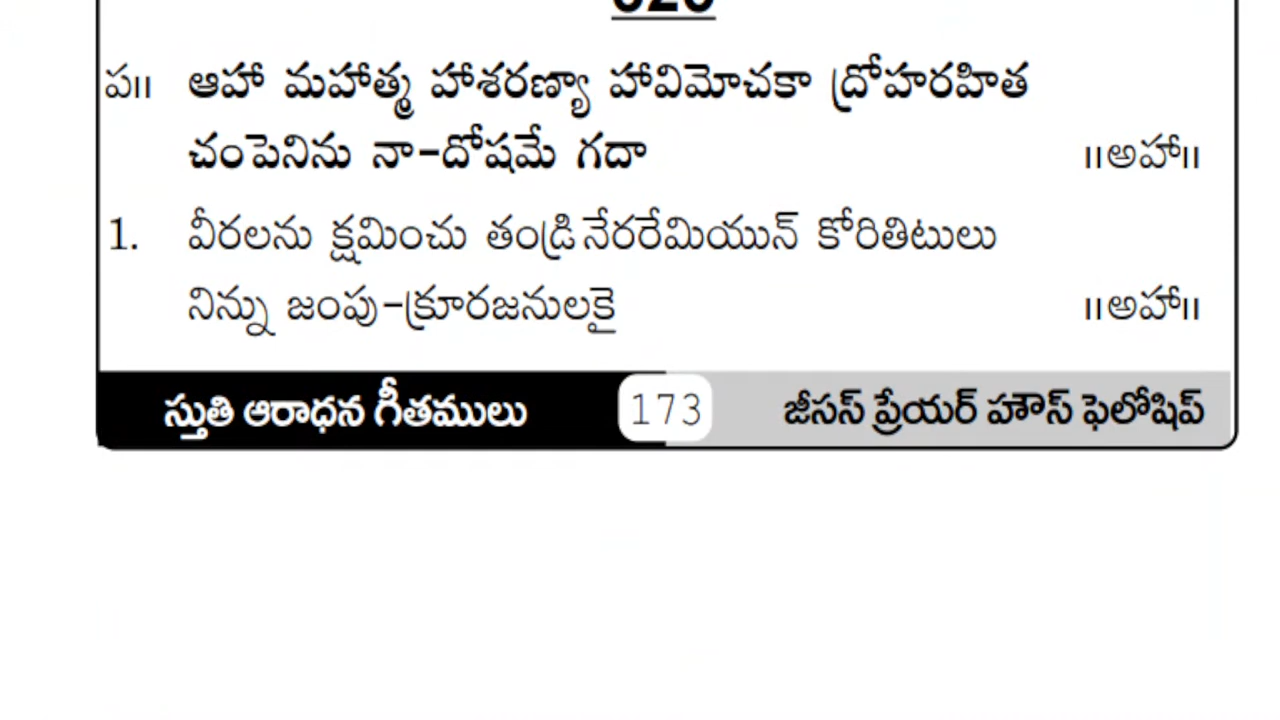 ప॥ ఆహా మహాత్మ హాశరణ్యా హావిమోచకా ద్రోహరహిత
చంపెనిను నా-దోషమే గదా ॥అహా॥
1. వీరలను క్షమించు తండ్రి నేరరేమియున్ కోరితిటులు
నిన్ను జంపు-క్రూరజనులకై ॥అహా॥
స్తుతి ఆరాధన గీతములు 173 జీసస్ ప్రేయర్ హౌస్ ఫెలోషిప్